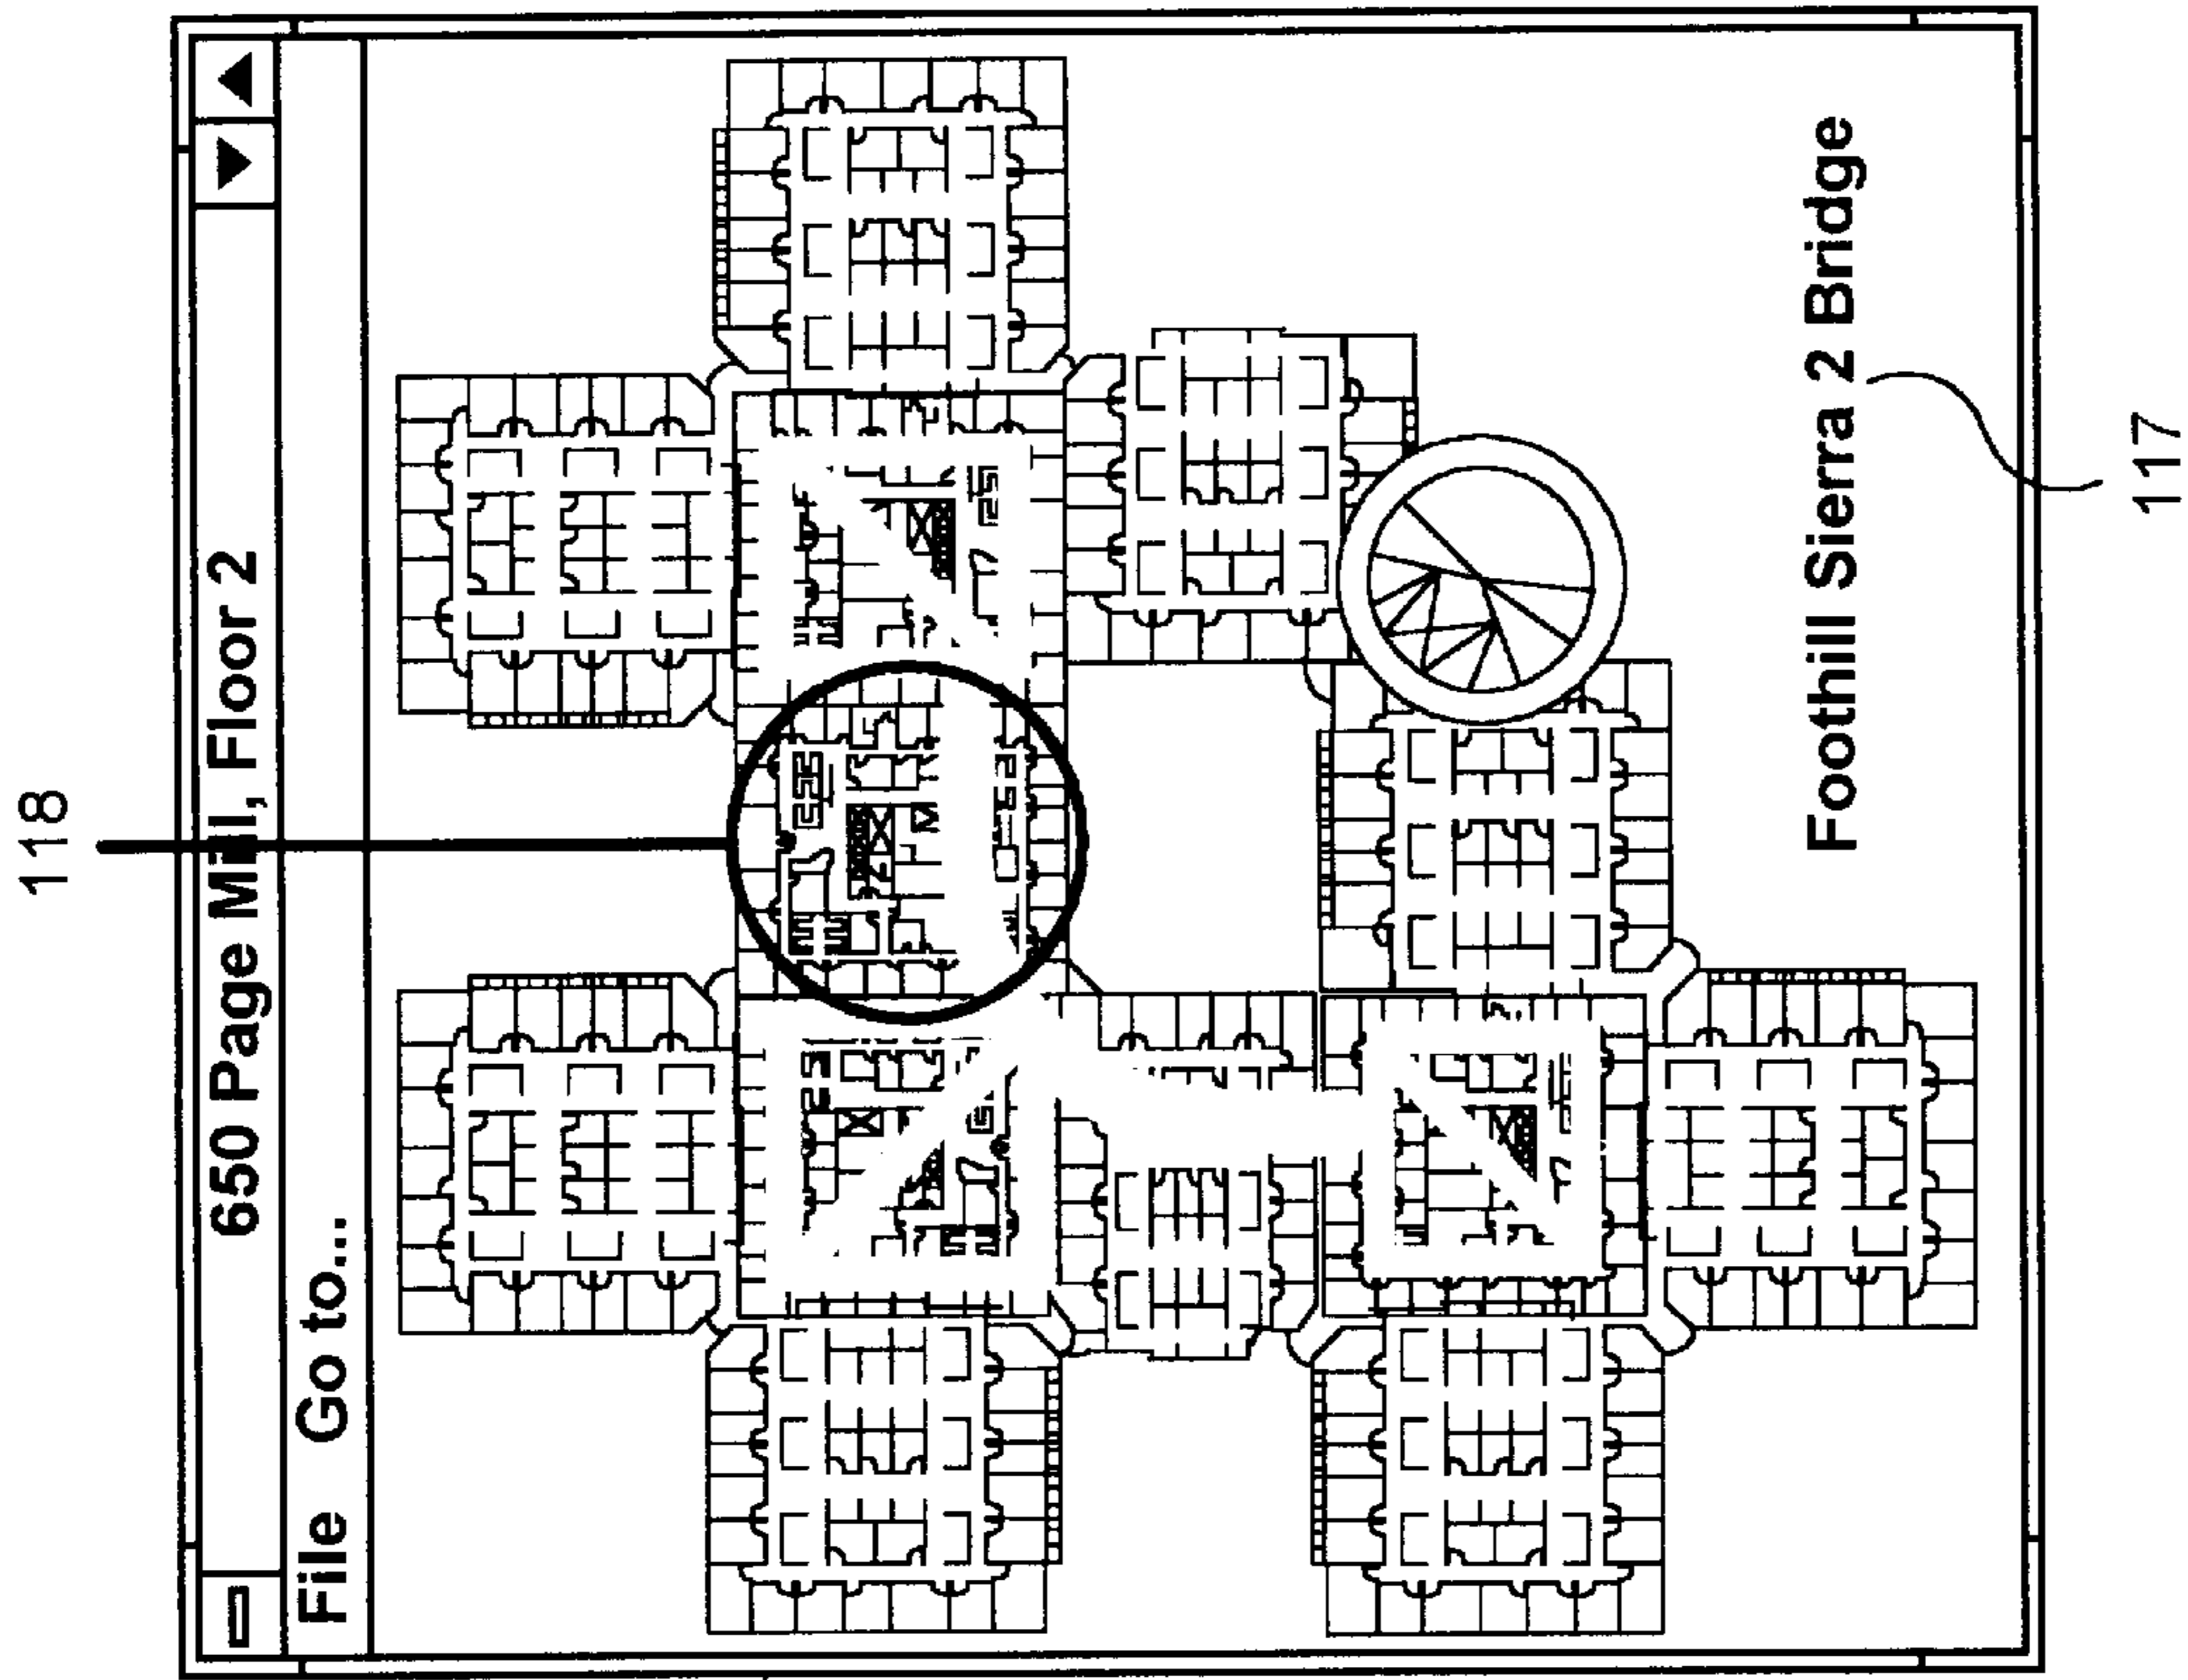 650 Page Mill, Floor 2
File Go to...
118
Foothill Sierra 2 Bridge
117